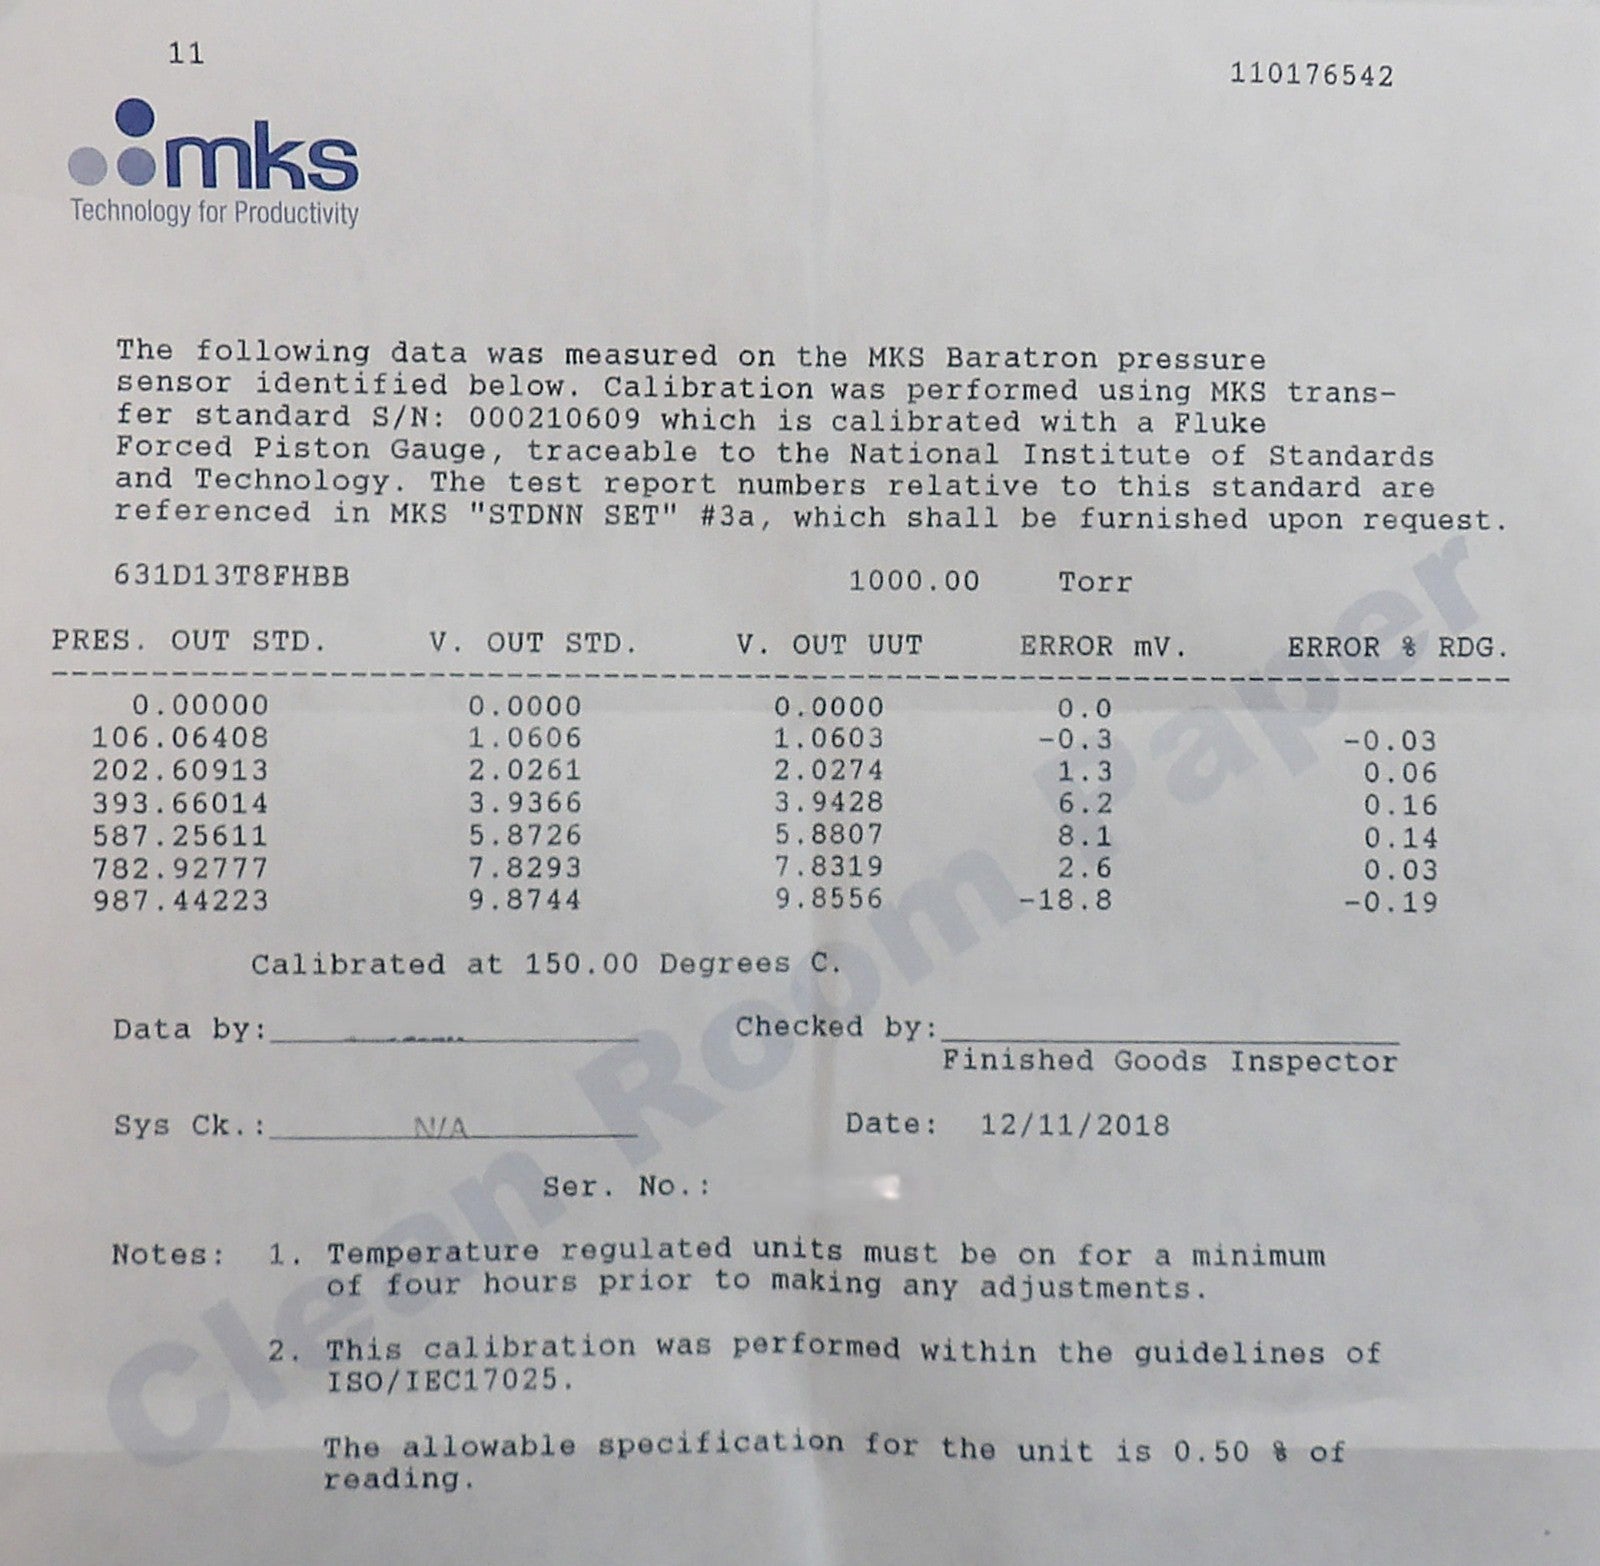 11
110176542
mks
Technology for Productivity
The following data was measured on the MKS Baratron pressure
sensor identified below. Calibration was performed using MKS trans-
fer standard S/N: 000210609 which is calibrated with a Fluke
Forced Piston Gauge, traceable to the National Institute of Standards
and Technology. The test report numbers relative to this standard are
referenced in MKS "STDNN SET" #3a, which shall be furnished upon request.
631D13T8FHBB 1000.00 Torr
PRES. OUT STD. V. OUT STD. V. OUT UUT ERROR mV. ERROR % RDG.
0.00000 0.0000 0.0000 0.0
106.06408 1.0606 1.0603 -0.3 -0.03
202.60913 2.0261 2.0274 1.3 0.06
393.66014 3.9366 3.9428 6.2 0.16
587.25611 5.8726 5.8807 8.1 0.14
782.92777 7.8293 7.8319 2.6 0.03
987.44223 9.8744 9.8556 -18.8 -0.19
Calibrated at 150.00 Degrees C.
Data by: Checked by:
Finished Goods Inspector
Sys Ck.: N/A Date: 12/11/2018
Ser. No.:
Notes: 1. Temperature regulated units must be on for a minimum
of four hours prior to making any adjustments.
2. This calibration was performed within the guidelines of
ISO/IEC17025.
The allowable specification for the unit is 0.50 % of
reading.
Clean Room Paper